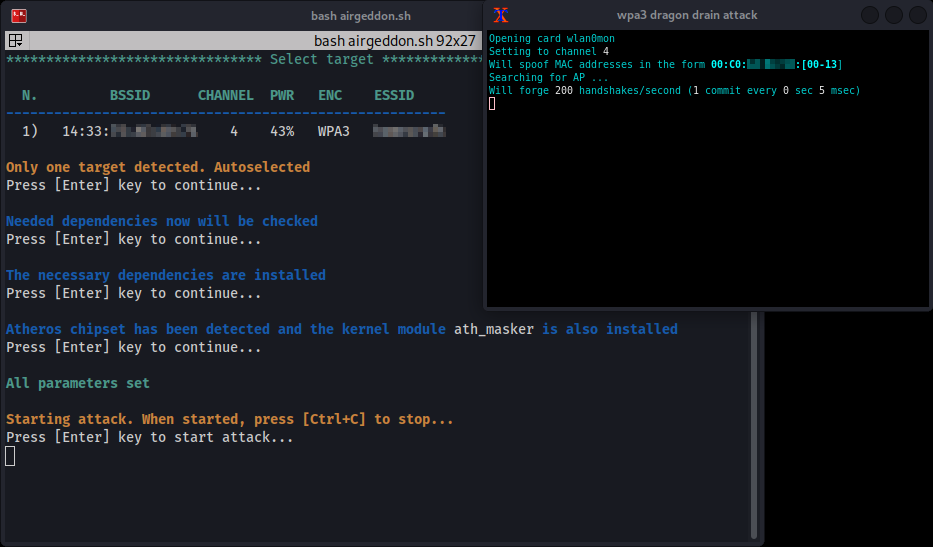 bash airgeddon.sh
bash airgeddon.sh 92x27
******************************* Select target *************
N. BSSID CHANNEL PWR ENC ESSID
-------------------------------------------------------
1) 14:33: 4 43% WPA3
Only one target detected. Autoselected
Press [Enter] key to continue...
Needed dependencies now will be checked
Press [Enter] key to continue...
The necessary dependencies are installed
Press [Enter] key to continue...
Atheros chipset has been detected and the kernel module ath_masker is also installed
Press [Enter] key to continue...
All parameters set
Starting attack. When started, press [Ctrl+C] to stop...
Press [Enter] key to start attack...
wpa3 dragon drain attack
Opening card wlan0mon
Setting to channel 4
Will spoof MAC addresses in the form 00:C0: :[00-13]
Searching for AP ...
Will forge 200 handshakes/second (1 commit every 0 sec 5 msec)